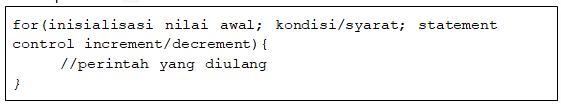 for(inisialisasi nilai awal; kondisi/syarat; statement
control increment/decrement){
//perintah yang diulang
}